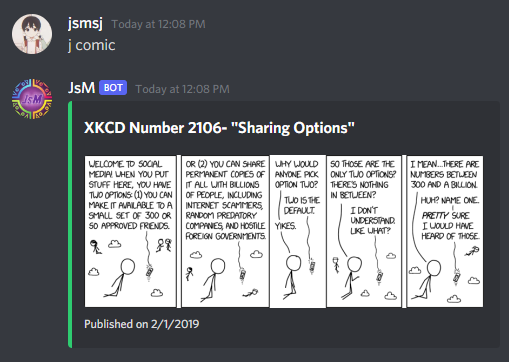 jsmsj Today at 12:08 PM
j comic
JsM
JsM BOT Today at 12:08 PM
XKCD Number 2106- "Sharing Options"
WELCOME TO SOCIAL
MEDIA! WHEN YOU PUT
STUFF HERE, YOU HAVE
TWO OPTIONS: (1) YOU CAN
MAKE IT AVAILABLE TO A
SMALL SET OF 300 OR
SO APPROVED FRIENDS.
OR (2) YOU CAN SHARE
PERMANENT COPIES OF
IT ALL WITH BILLIONS
OF PEOPLE, INCLUDING
INTERNET SCAMMERS,
RANDOM PREDATORY
COMPANIES, AND HOSTILE
FOREIGN GOVERNMENTS.
WHY WOULD
ANYONE PICK
OPTION TWO?
TWO IS THE
DEFAULT.
YIKES.
SO THOSE ARE THE
ONLY TWO OPTIONS?
THERE'S NOTHING
IN BETWEEN?
I DON'T
UNDERSTAND.
LIKE WHAT?
I MEAN...THERE ARE
NUMBERS BETWEEN
300 AND A BILLION.
HUH? NAME ONE.
PRETTY SURE
I WOULD HAVE
HEARD OF THOSE.
Published on 2/1/2019